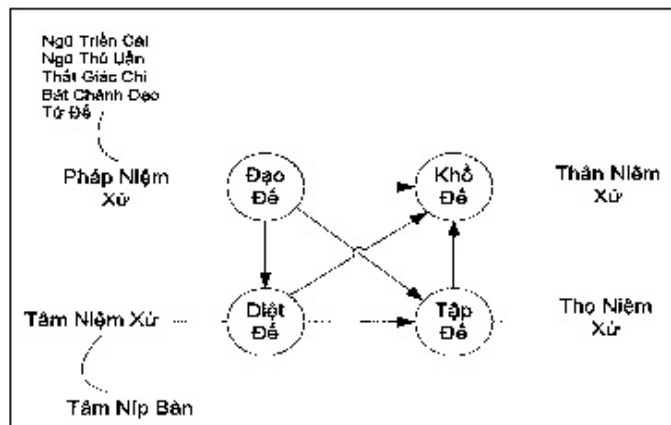 Ngũ Triền Cái
Ngũ Thủ Uẩn
Thất Giác Chi
Bát Chánh Đạo
Tứ Đế
Pháp Niệm
Xứ
Đạo
Đế
Khổ
Đế
Thân Niệm
Xứ
Tâm Niệm Xứ
Diệt
Đế
Tập
Đế
Thọ Niệm
Xứ
Tâm Níp Bàn